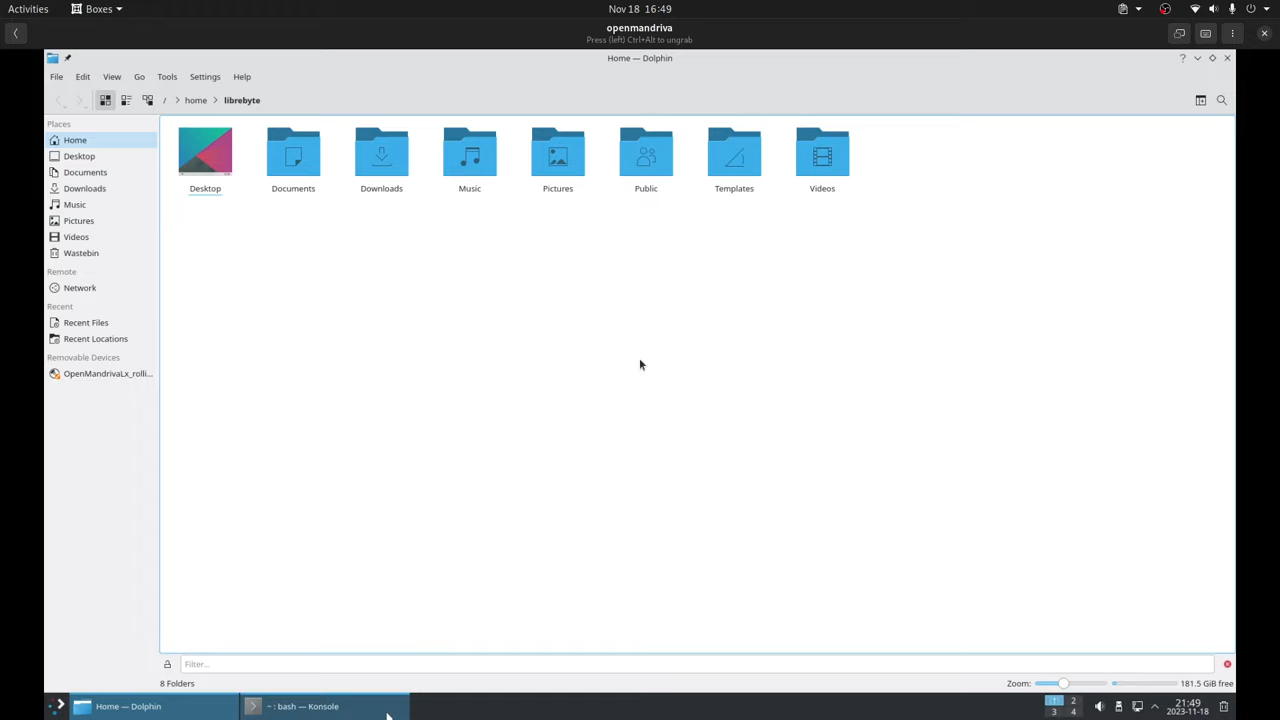 Activities Boxes Nov 18 16:49
openmandriva
Press (left) Ctrl+Alt to ungrab
Home — Dolphin
File Edit View Go Tools Settings Help
/ home librebyte
Places
Home
Desktop
Documents
Downloads
Music
Pictures
Videos
Wastebin
Remote
Network
Recent
Recent Files
Recent Locations
Removable Devices
OpenMandrivaLx_rolli...
Desktop Documents Downloads Music Pictures Public Templates Videos
Filter...
8 Folders Zoom: 181.5 GiB free
Home — Dolphin ~ : bash — Konsole
1 2
3 4
21:49
2023-11-18